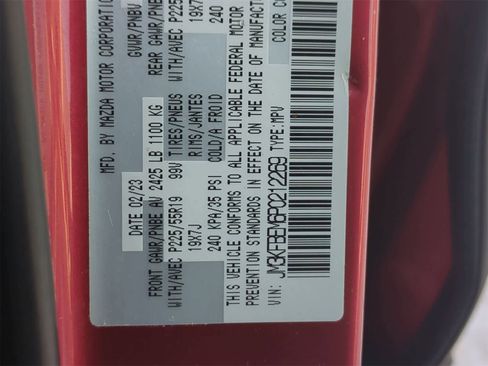 MFD. BY MAZDA MOTOR CORPORATION
DATE 02/23 GVWR/PNBV
FRONT GAWR/PNBE AV 2425 LB 1100 KG REAR GAWR/PNBE
WITH/AVEC P225/55R19 99V TIRES/PNEUS WITH/AVEC P225
19X7J RIMS/JANTES 19X7
240 KPA/35 PSI COLD/A FROID 240
THIS VEHICLE CONFORMS TO ALL APPLICABLE FEDERAL MOTOR
PREVENTION STANDARDS IN EFFECT ON THE DATE OF MANUFAC
VIN: JM3KFBEM6P0212269 TYPE: MPV COLOR CO